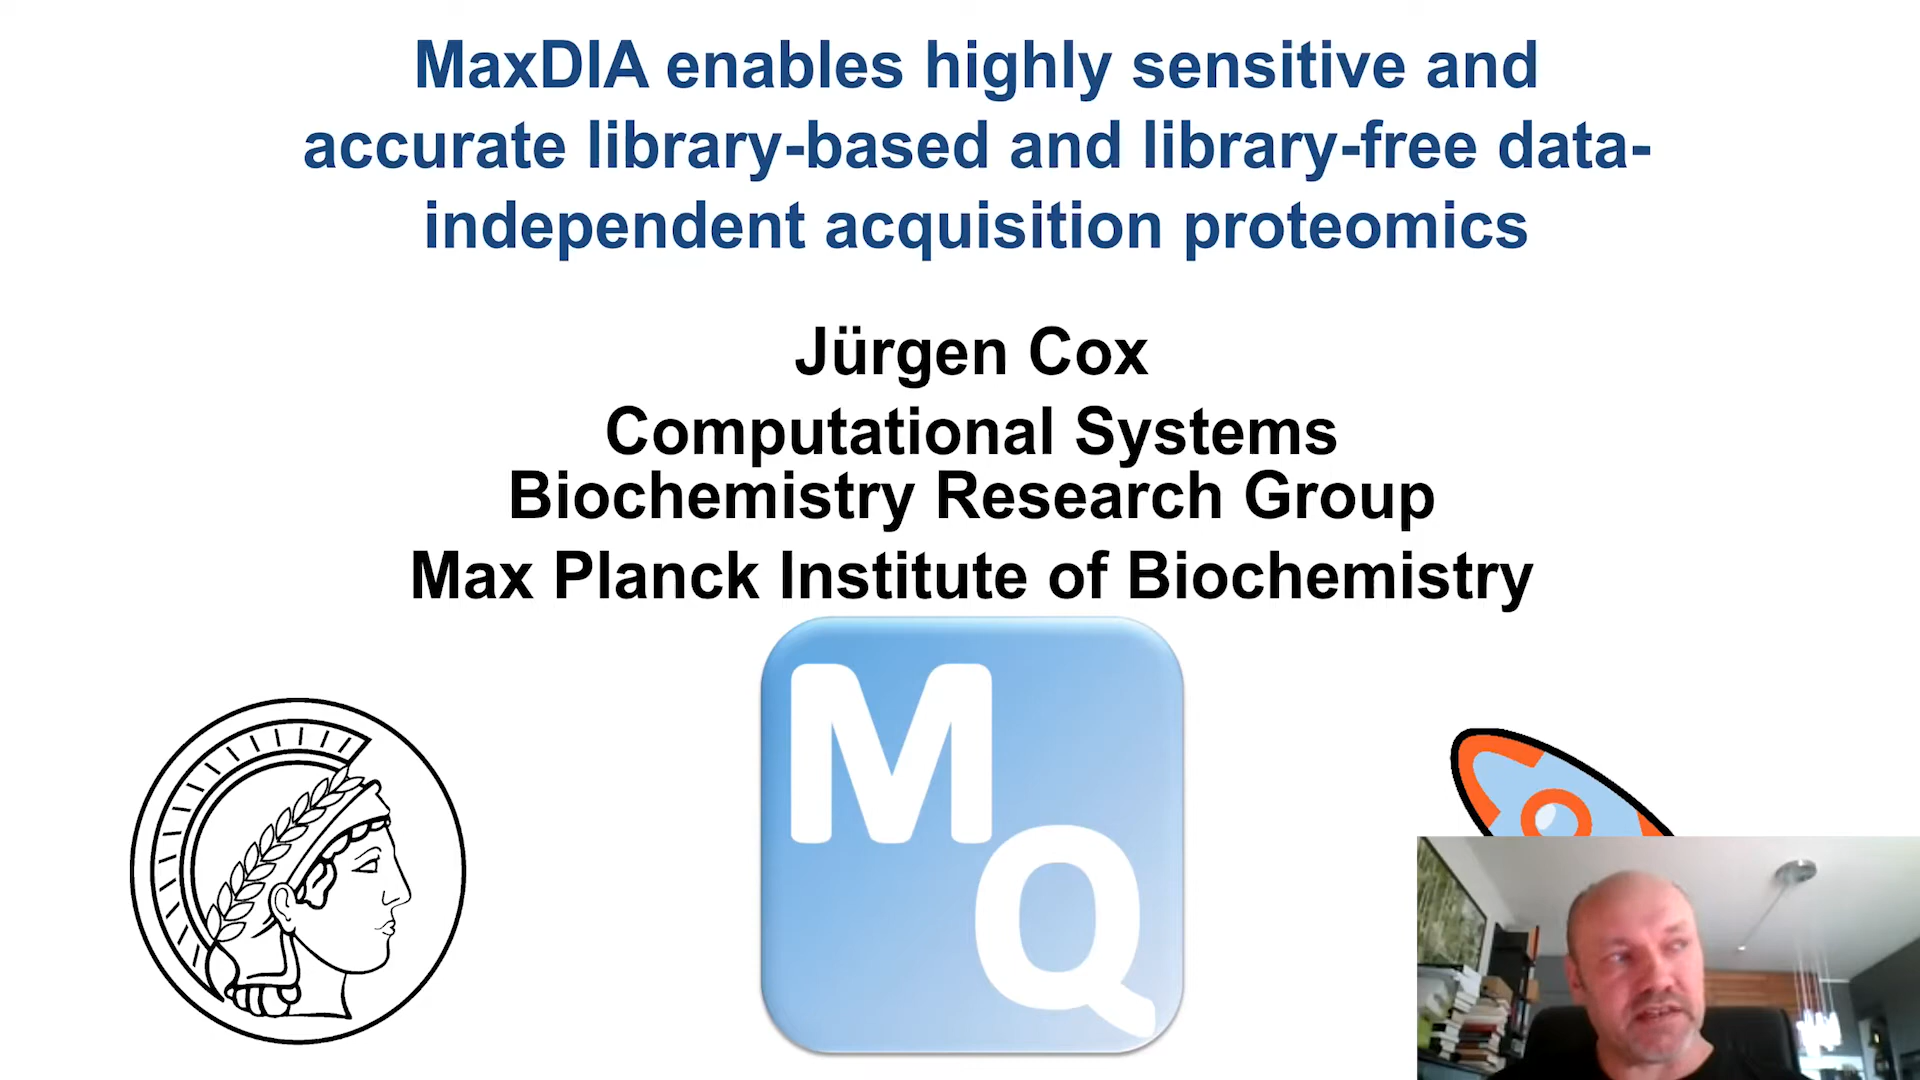 MaxDIA enables highly sensitive and
accurate library-based and library-free data-
independent acquisition proteomics
Jürgen Cox
Computational Systems
Biochemistry Research Group
Max Planck Institute of Biochemistry
M
Q